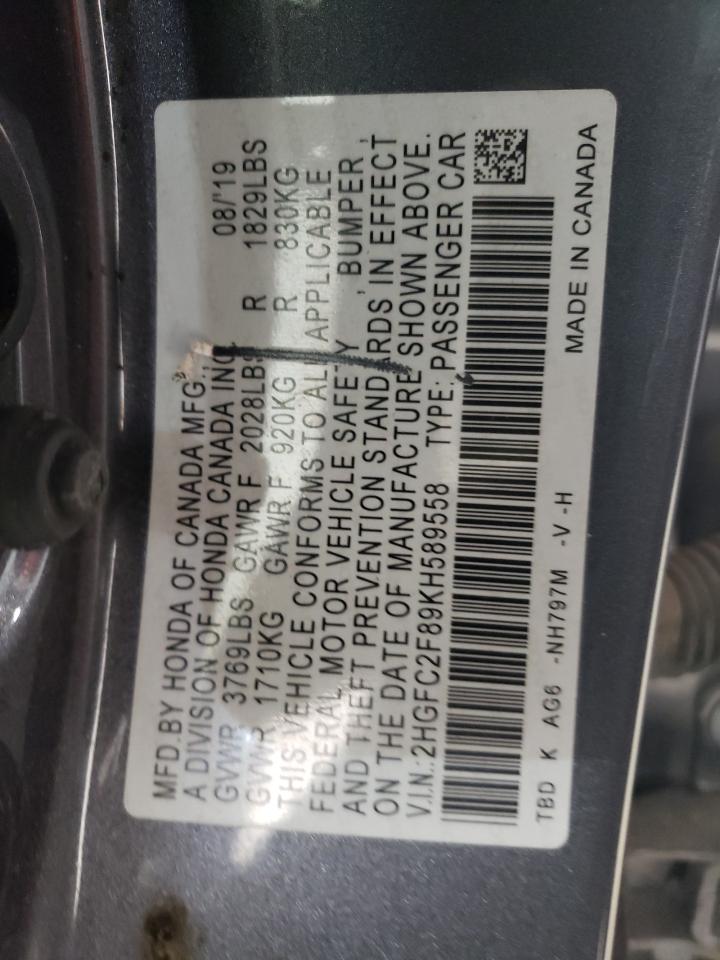 MFD.BY HONDA OF CANADA MFG.,
A DIVISION OF HONDA CANADA INC. 08/'19
GVWR 3769LBS GAWR F 2028LBS R 1829LBS
GVWR 1710KG GAWR F 920KG R 830KG
THIS VEHICLE CONFORMS TO ALL APPLICABLE
FEDERAL MOTOR VEHICLE SAFETY , BUMPER ,
AND THEFT PREVENTION STANDARDS IN EFFECT
ON THE DATE OF MANUFACTURE SHOWN ABOVE.
V.I.N.:2HGFC2F89KH589558 TYPE: PASSENGER CAR
TBD K AG6 -NH797M -V -H
MADE IN CANADA